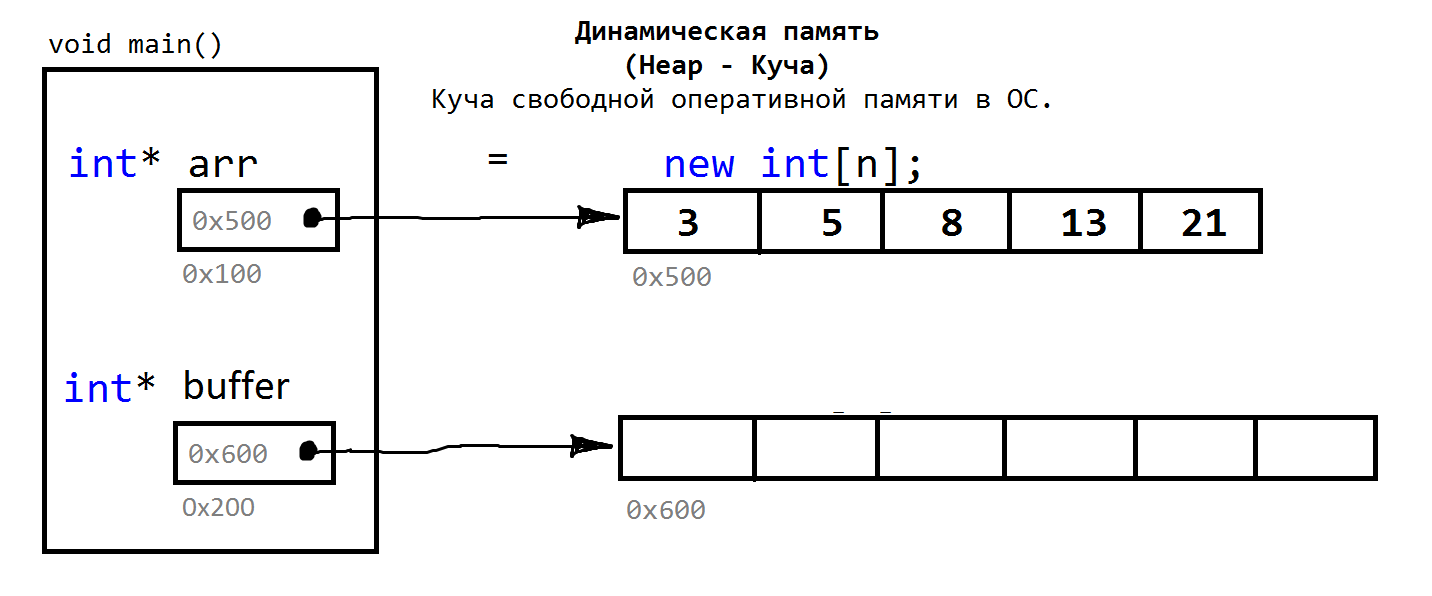 void main()
Динамическая память
(Heap - Куча)
Куча свободной оперативной памяти в ОС.
int* arr = new int[n];
0x500
3 5 8 13 21
0x100
0x500
int* buffer
0x600
0x200
0x600